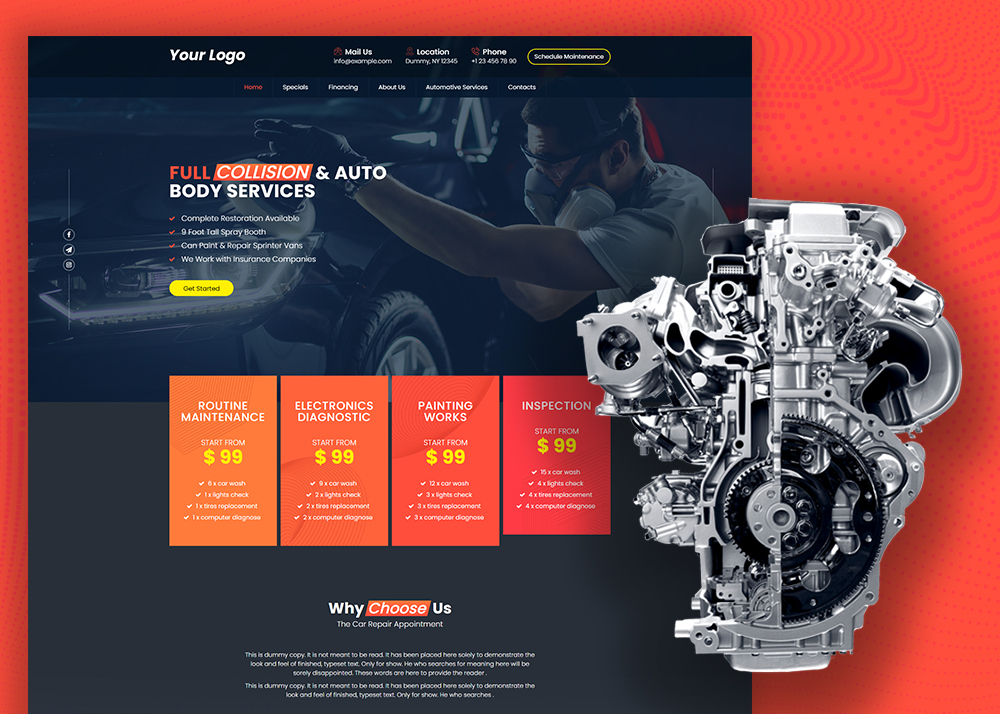 Your Logo
Mail Us
info@example.com
Location
Dummy, NY 12345
Phone
+1 23 456 78 90
Schedule Maintenance
Home
Specials
Financing
About Us
Automative Services
Contacts
FULL COLLISION & AUTO
BODY SERVICES
Complete Restoration Available
9 Foot Tall Spray Booth
Can Paint & Repair Sprinter Vans
We Work with Insurance Companies
Get Started
ROUTINE
MAINTENANCE
START FROM
$ 99
6 x car wash
1 x lights check
1 x tires replacement
1 x computer diagnose
ELECTRONICS
DIAGNOSTIC
START FROM
$ 99
9 x car wash
2 x lights check
2 x tires replacement
2 x computer diagnose
PAINTING
WORKS
START FROM
$ 99
12 x car wash
3 x lights check
3 x tires replacement
3 x computer diagnose
INSPECTION
START FROM
$ 99
15 x car wash
4 x lights check
4 x tires replacement
4 x computer diagnose
Why Choose Us
The Car Repair Appointment
This is dummy copy. It is not meant to be read. It has been placed here solely to demonstrate the
look and feel of finished, typeset text. Only for show. He who searches for meaning here will be
sorely disappointed. These words are here to provide the reader .
This is dummy copy. It is not meant to be read. It has been placed here solely to demonstrate the
look and feel of finished, typeset text. Only for show. He who searches .